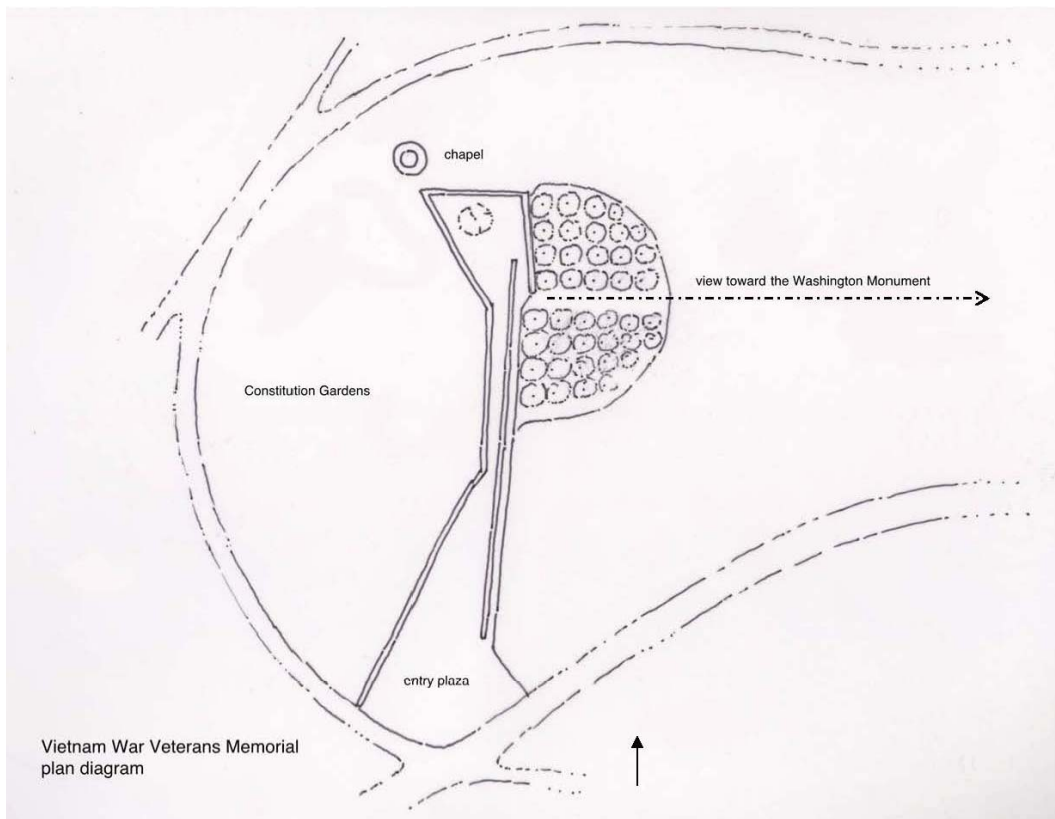 chapel
view toward the Washington Monument
Constitution Gardens
entry plaza
Vietnam War Veterans Memorial
plan diagram